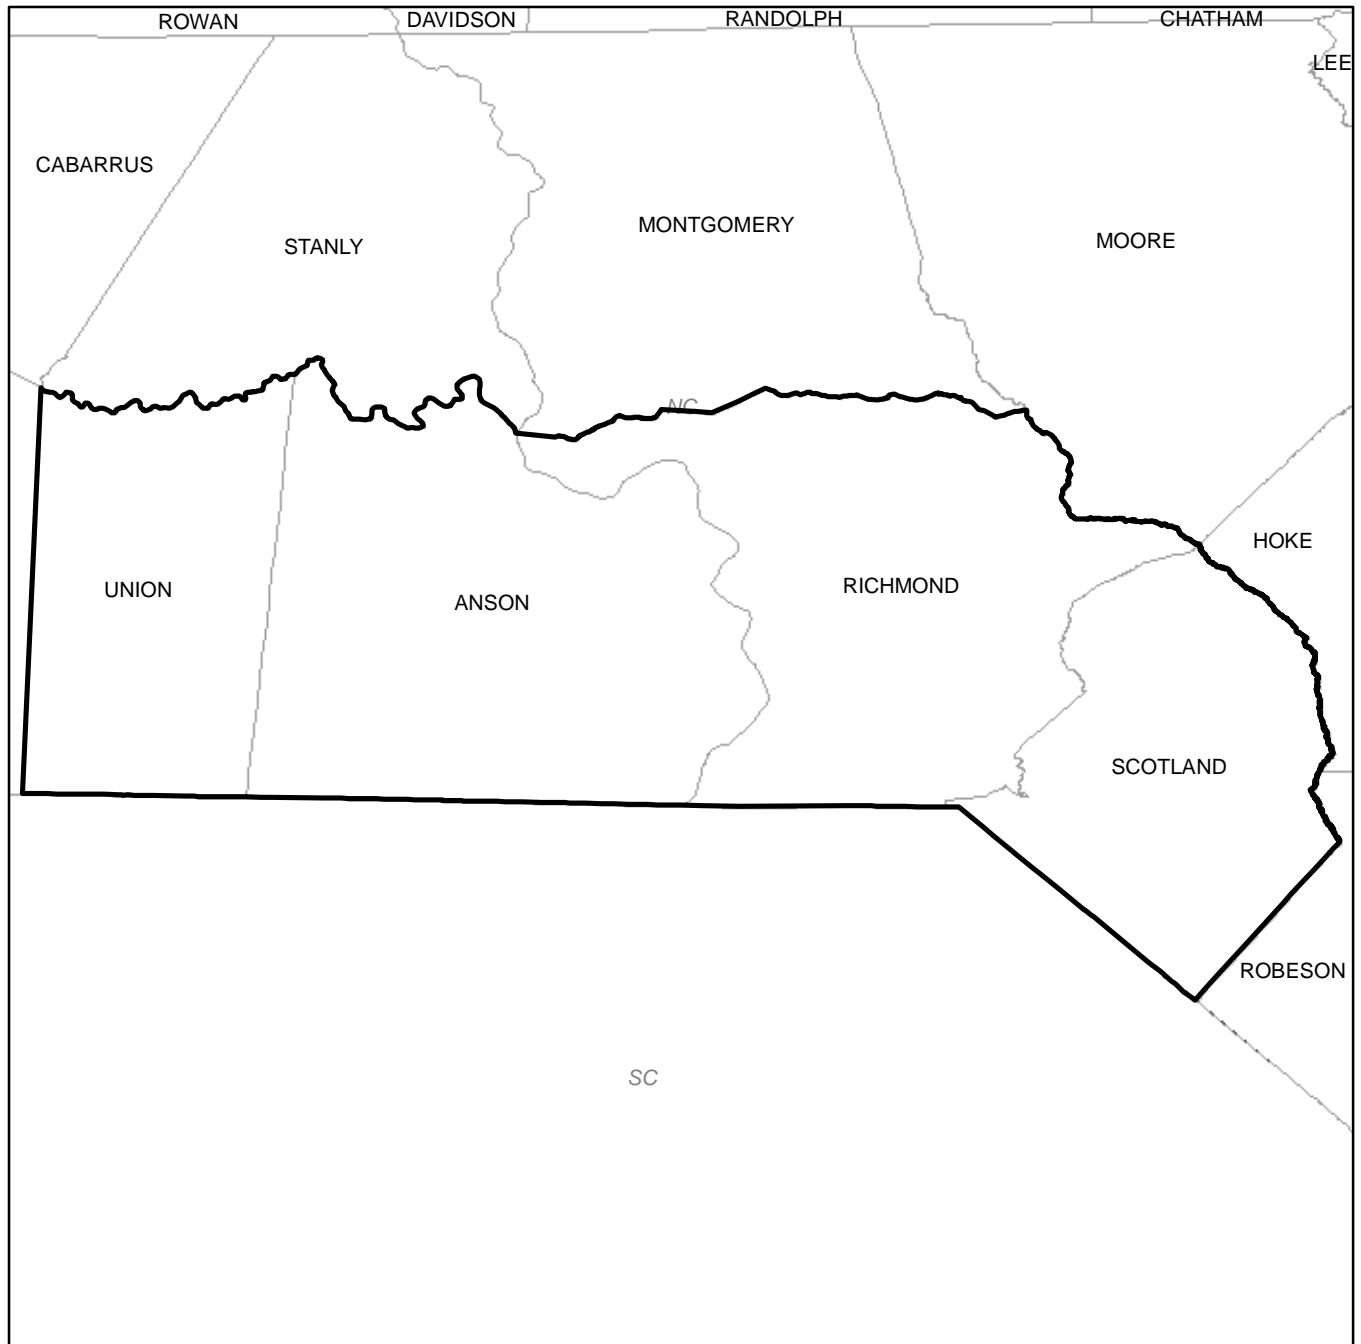 ROWAN
DAVIDSON
RANDOLPH
CHATHAM
LEE
CABARRUS
STANLY
MONTGOMERY
MOORE
NC
HOKE
UNION
ANSON
RICHMOND
SCOTLAND
ROBESON
SC